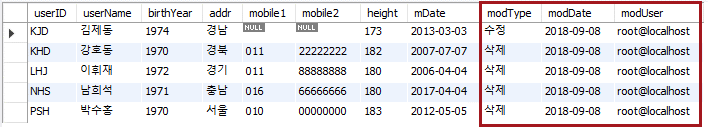 userID userName birthYear addr mobile1 mobile2 height mDate modType modDate modUser
KJD 김제동 1974 경남 NULL NULL 173 2013-03-03 수정 2018-09-08 root@localhost
KHD 강호동 1970 경북 011 22222222 182 2007-07-07 삭제 2018-09-08 root@localhost
LHJ 이휘재 1972 경기 011 88888888 180 2006-04-04 삭제 2018-09-08 root@localhost
NHS 남희석 1971 충남 016 66666666 180 2017-04-04 삭제 2018-09-08 root@localhost
PSH 박수홍 1970 서울 010 00000000 183 2012-05-05 삭제 2018-09-08 root@localhost